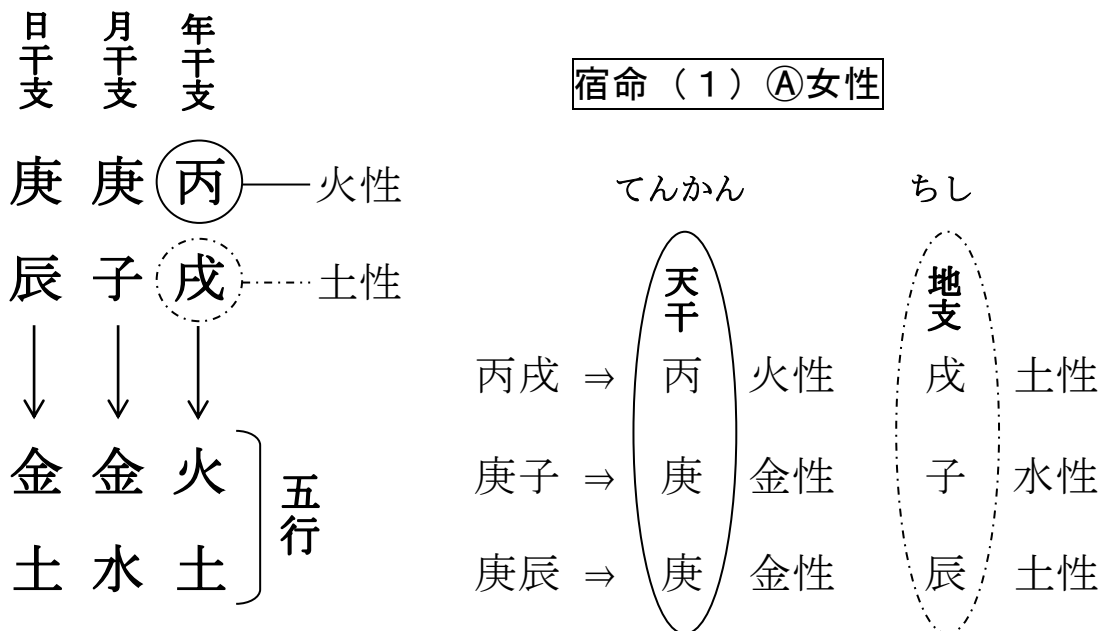 日干支 月干支 年干支
庚 庚 丙 火性
辰 子 戌 土性
金 金 火
土 水 土
五行
宿命（１）Ⓐ女性
てんかん ちし
天干 地支
丙戌 ⇒ 丙 火性 戌 土性
庚子 ⇒ 庚 金性 子 水性
庚辰 ⇒ 庚 金性 辰 土性